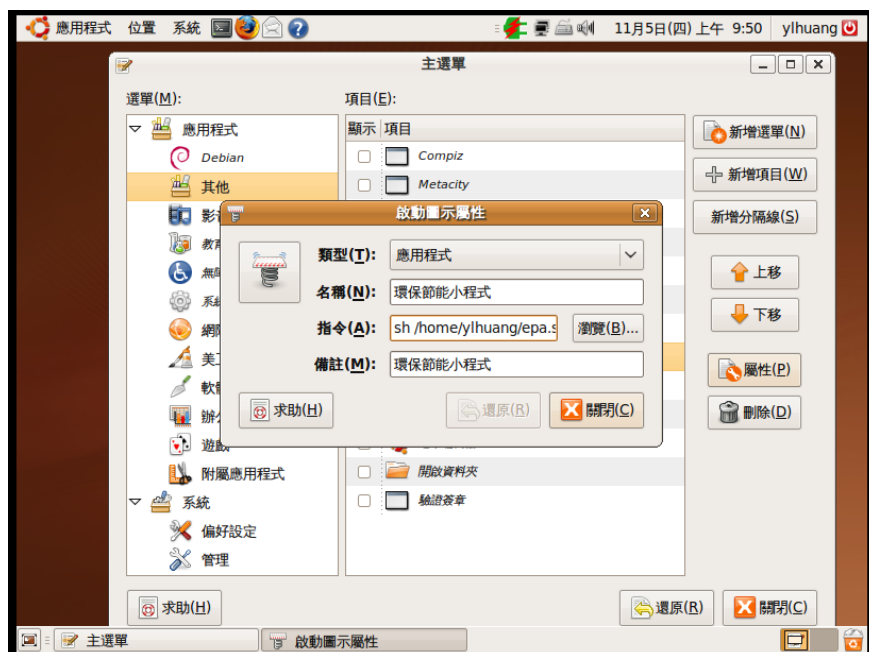 應用程式 位置 系統 11月5日(四) 上午 9:50 ylhuang
主選單
選單(M): 項目(E):
應用程式 顯示 項目 新增選單(N)
Debian Compiz
其他 Metacity 新增項目(W)
啟動圖示屬性 新增分隔線(S)
類型(T): 應用程式
名稱(N): 環保節能小程式 上移
指令(A): sh /home/ylhuang/epa.s 瀏覽(B)... 下移
備註(M): 環保節能小程式 屬性(P)
求助(H) 還原(R) 關閉(C) 刪除(D)
遊戲
附屬應用程式 開啟資料夾
系統 驗證簽章
偏好設定
管理
求助(H) 還原(R) 關閉(C)
主選單 啟動圖示屬性